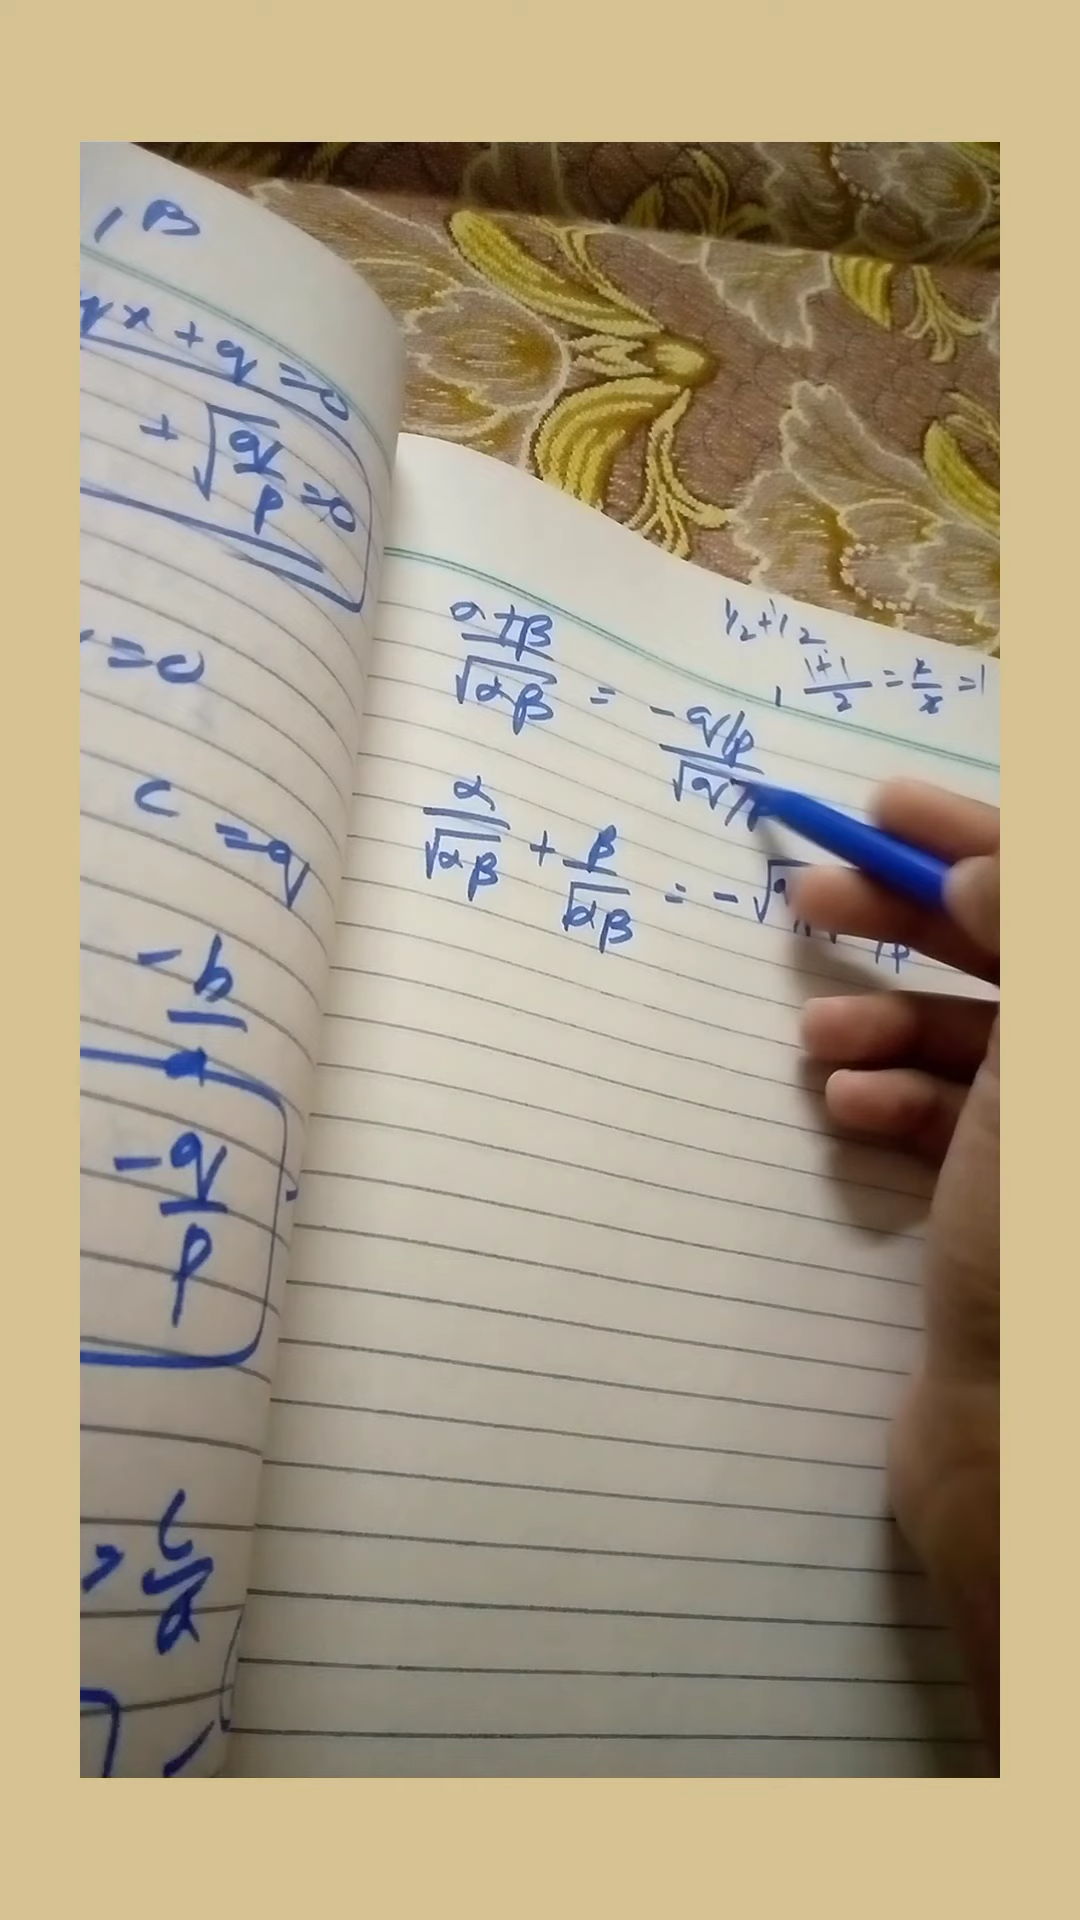 , β
qx + q = 0
+ √q/p = 0
= 0
c = q
-b/a
-q/p
c/a
α+β/√αβ = -q/p/√q/p
α/√αβ + β/√αβ = -√
1/2 + 1/2
1+1/2 = 2/2 = 1